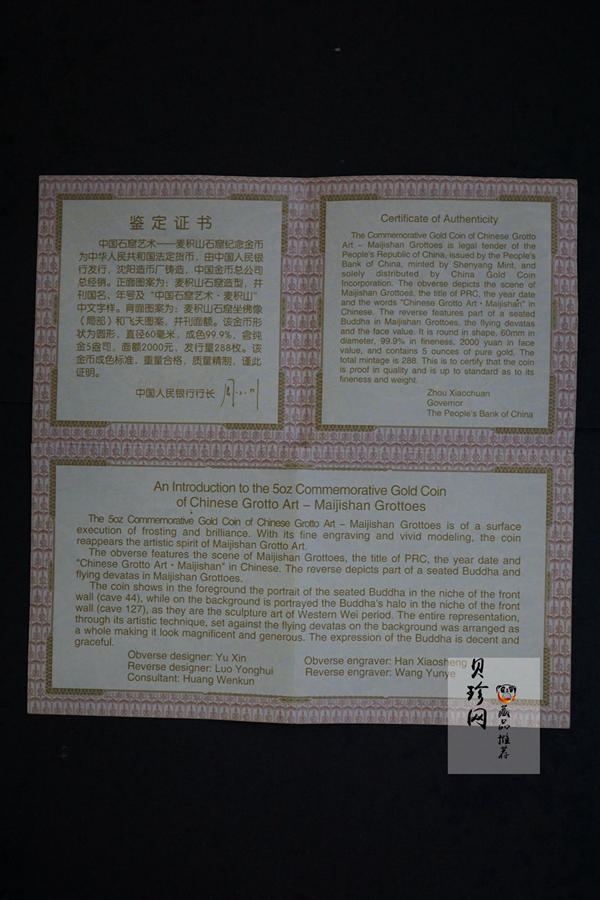 鉴定证书
中国石窟艺术——麦积山石窟纪念金币
为中华人民共和国法定货币，由中国人民银
行发行，沈阳造币厂铸造，中国金币总公司
总经销。正面图案为：麦积山石窟造型，并
刊国名、年号及“中国石窟艺术·麦积山”
中文字样。背面图案为：麦积山石窟坐佛像
（局部）和飞天图案，并刊面额。该金币形
状为圆形，直径60毫米，成色99.9%，含纯
金5盎司，面额2000元，发行量288枚。该
金币成色标准，重量合格，质量精制，谨此
证明。
中国人民银行行长
Certificate of Authenticity
The Commemorative Gold Coin of Chinese Grotto
Art – Maijishan Grottoes is legal tender of the
People's Republic of China, issued by the People's
Bank of China, minted by Shenyang Mint, and
solely distributed by China Gold Coin
Incorporation. The obverse depicts the scene of
Maijishan Grottoes, the title of PRC, the year date
and the words "Chinese Grotto Art · Maijishan" in
Chinese. The reverse features part of a seated
Buddha in Maijishan Grottoes, the flying devatas
and the face value. It is round in shape, 60mm in
diameter, 99.9% in fineness, 2000 yuan in face
value, and contains 5 ounces of pure gold. The
total mintage is 288. This is to certify that the coin
is proof in quality and is up to standard as to its
fineness and weight.
Zhou Xiaochuan
Governor
The People's Bank of China
An Introduction to the 5oz Commemorative Gold Coin
of Chinese Grotto Art – Maijishan Grottoes
The 5oz Commemorative Gold Coin of Chinese Grotto Art – Maijishan Grottoes is of a surface
execution of frosting and brilliance. With its fine engraving and vivid modeling, the coin
reappears the artistic spirit of Maijishan Grotto Art.
The obverse features the scene of Maijishan Grottoes, the title of PRC, the year date and
"Chinese Grotto Art · Maijishan" in Chinese. The reverse depicts part of a seated Buddha and
flying devatas in Maijishan Grottoes.
The coin shows in the foreground the portrait of the seated Buddha in the niche of the front
wall (cave 44), while on the background is portrayed the Buddha's halo in the niche of the front
wall (cave 127), as they are the sculpture art of Western Wei period. The entire representation,
through its artistic technique, set against the flying devatas on the background was arranged as
a whole making it look magnificent and generous. The expression of the Buddha is decent and
graceful.
Obverse designer: Yu Xin
Reverse designer: Luo Yonghui
Consultant: Huang Wenkun
Obverse engraver: Han Xiaosheng
Reverse engraver: Wang Yunye
贝珍网
藏品推荐